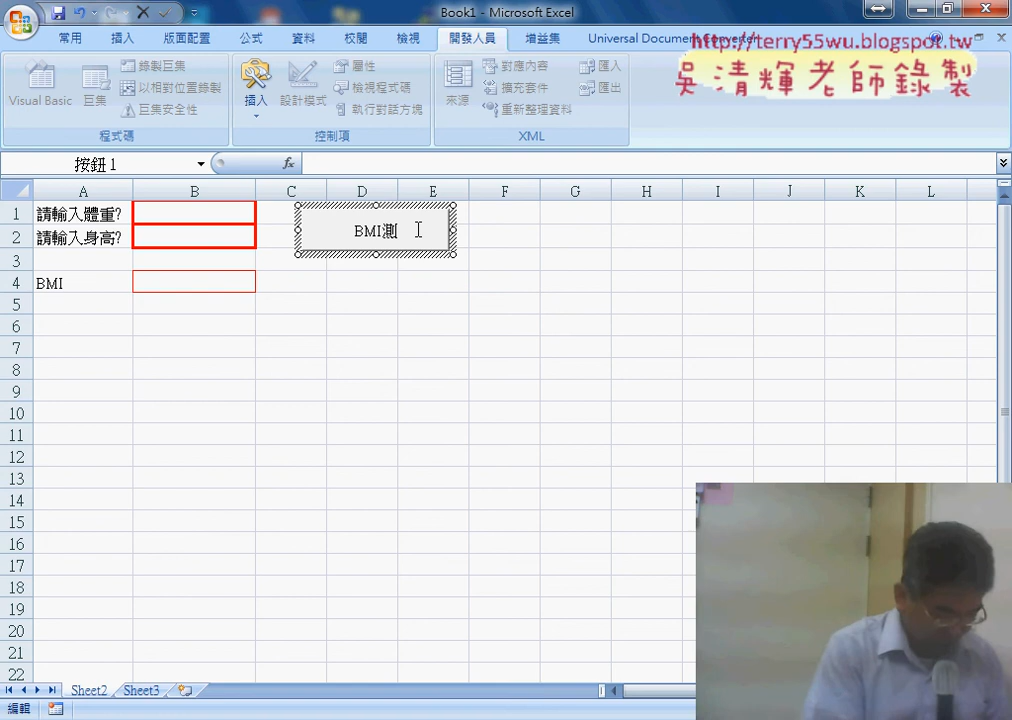 Book1 - Microsoft Excel
常用 插入 版面配置 公式 資料 校閱 檢視 開發人員 增益集 Universal Document Converter
http://terry55wu.blogspot.tw
吳清輝老師錄製
Visual Basic 巨集 錄製巨集 以相對位置錄製 巨集安全性 程式碼
插入 設計模式 屬性 檢視程式碼 執行對話方塊 控制項
來源 對應內容 擴充套件 重新整理資料 匯入 匯出 XML
按鈕 1 fx
A B C D E F G H I J K L
1 請輸入體重? BMI測
2 請輸入身高?
3
4 BMI
5
6
7
8
9
10
11
12
13
14
15
16
17
18
19
20
21
22
Sheet2 Sheet3
編輯